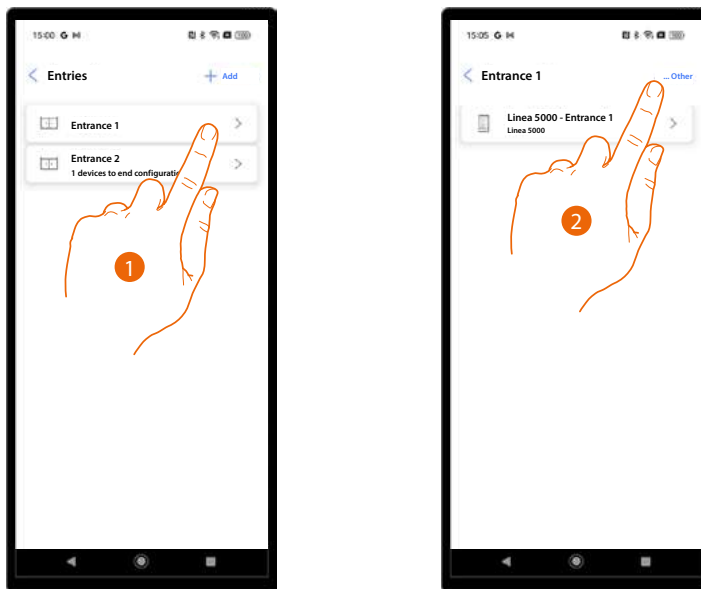 15:00 G
Entries
+ Add
Entrance 1
Entrance 2
1 devices to end configuratio
1
15:05 G
Entrance 1
... Other
Linea 5000 - Entrance 1
Linea 5000
2